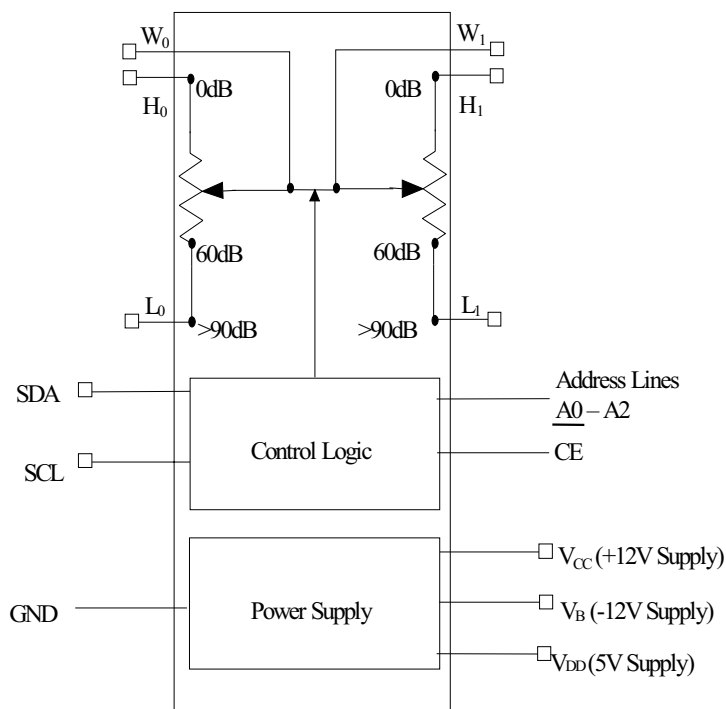 W0 W1
0dB 0dB
H0 H1
60dB 60dB
L0 L1
>90dB >90dB
SDA
Address Lines
A0 – A2
Control Logic
CE
SCL
VCC (+12V Supply)
GND
Power Supply
VB (-12V Supply)
VDD (5V Supply)